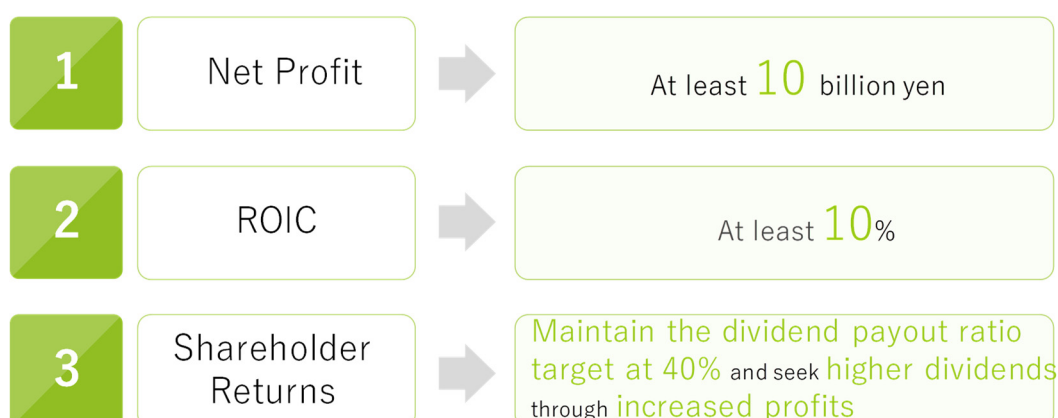 1
Net Profit
At least 10 billion yen
2
ROIC
At least 10%
3
Shareholder
Returns
Maintain the dividend payout ratio
target at 40% and seek higher dividends
through increased profits